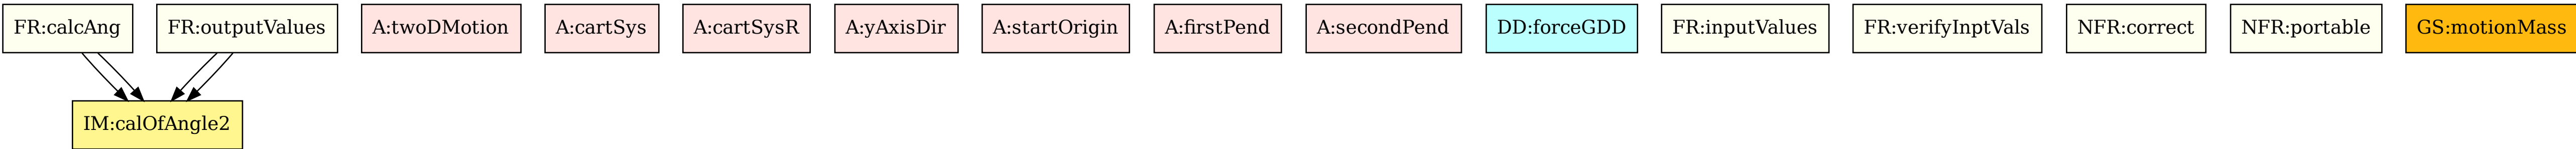 FR:calcAng
FR:outputValues
A:twoDMotion
A:cartSys
A:cartSysR
A:yAxisDir
A:startOrigin
A:firstPend
A:secondPend
DD:forceGDD
FR:inputValues
FR:verifyInptVals
NFR:correct
NFR:portable
GS:motionMass
IM:calOfAngle2